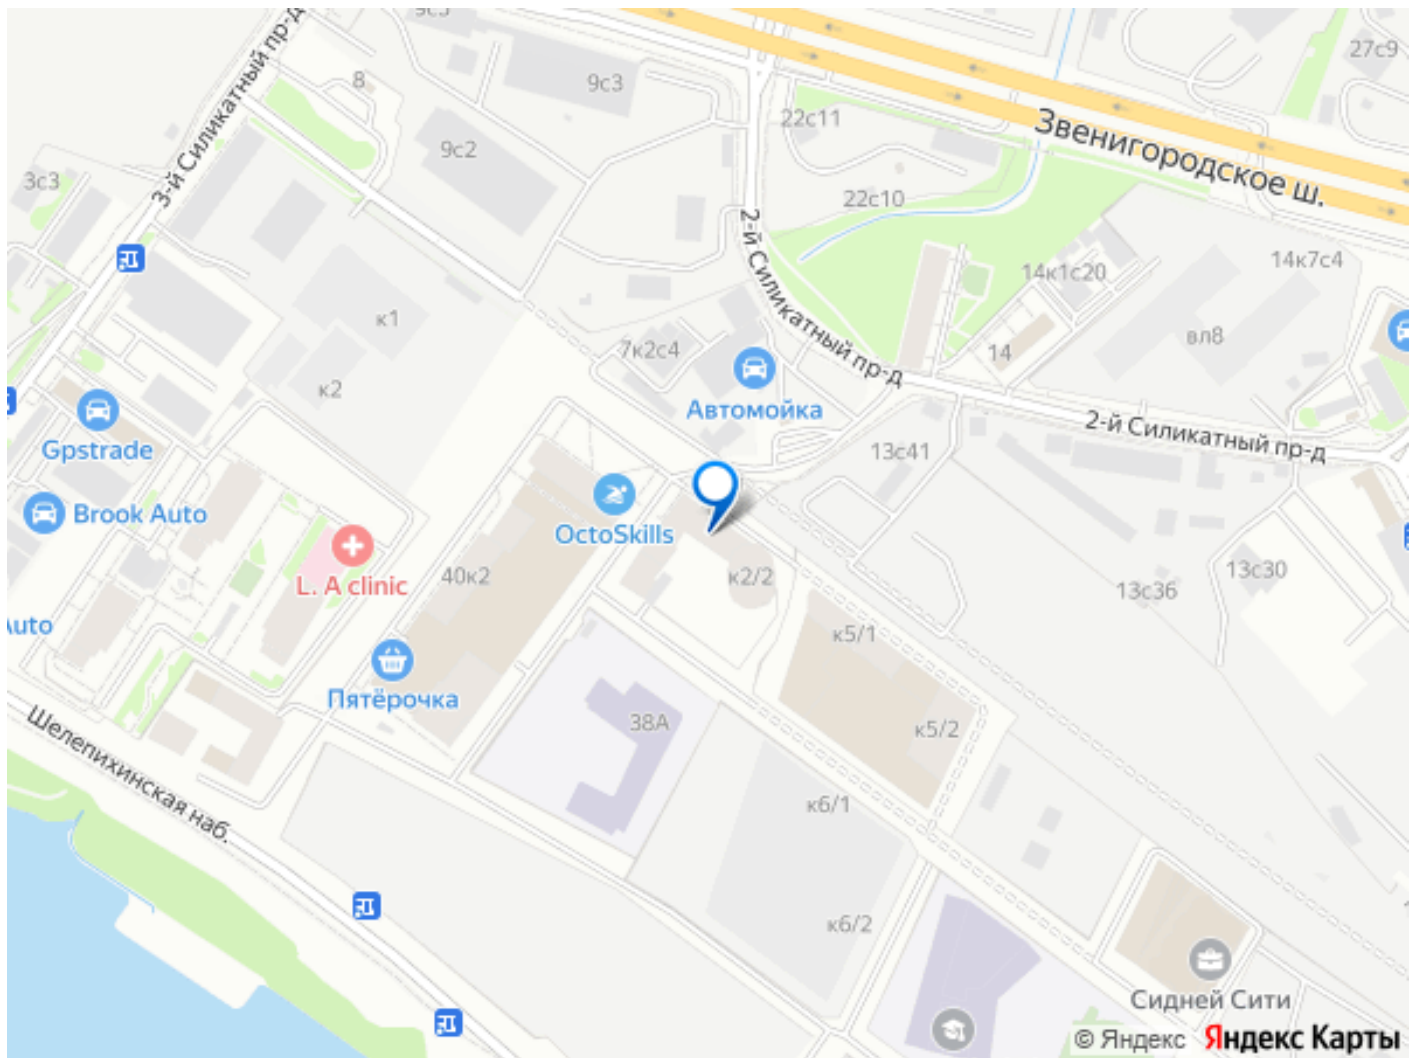 9с3
27с9
8
9с3
22с11
Звенигородское ш.
3-й Силикатный пр-д
9с2
3с3
22с10
2-й Силикатный пр-д
14к1с20
14к7с4
к1
7к2с4
14
вл8
к2
Автомойка
Gpstrade
13с41
2-й Силикатный пр-д
Brook Auto
OctoSkills
L. A clinic
40к2
к2/2
13с30
13с36
Auto
к5/1
Пятёрочка
38А
к5/2
Шелепихинская наб.
к6/1
к6/2
Сидней Сити
© Яндекс Яндекс Карты